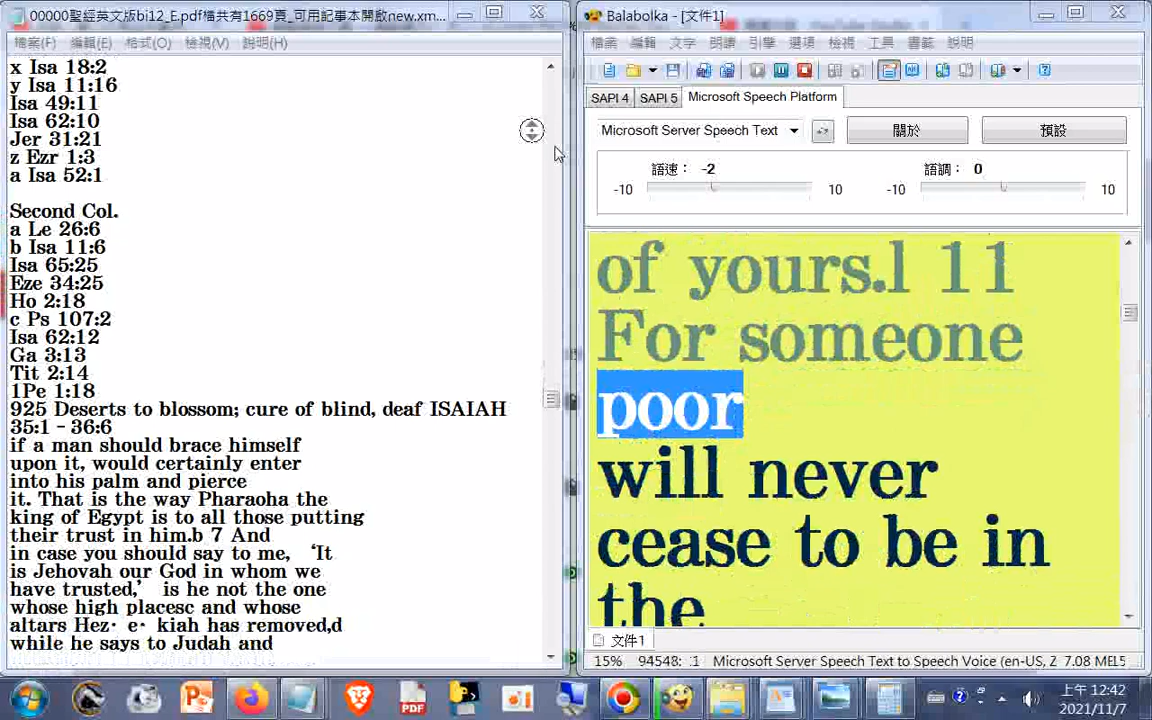 00000聖經英文版bi12_E.pdf檔共有1669頁_可用記事本開啟new.xm...
檔案(F) 編輯(E) 格式(O) 檢視(V) 說明(H)
x Isa 18:2
y Isa 11:16
Isa 49:11
Isa 62:10
Jer 31:21
z Ezr 1:3
a Isa 52:1
Second Col.
a Le 26:6
b Isa 11:6
Isa 65:25
Eze 34:25
Ho 2:18
c Ps 107:2
Isa 62:12
Ga 3:13
Tit 2:14
1Pe 1:18
925 Deserts to blossom; cure of blind, deaf ISAIAH
35:1 – 36:6
if a man should brace himself
upon it, would certainly enter
into his palm and pierce
it. That is the way Pharaoha the
king of Egypt is to all those putting
their trust in him.b 7 And
in case you should say to me, ‘It
is Jehovah our God in whom we
have trusted,’ is he not the one
whose high placesc and whose
altars Hez· e· kiah has removed,d
while he says to Judah and
Balabolka - [文件1]
檔案 編輯 文字 朗讀 引擎 選項 檢視 工具 書籤 說明
SAPI 4 SAPI 5 Microsoft Speech Platform
Microsoft Server Speech Text 關於 預設
語速： -2 語調： 0
-10 10 -10 10
of yours.l 11
For someone
poor
will never
cease to be in
the
文件1
15% 94548: :1 Microsoft Server Speech Text to Speech Voice (en-US, Z 7.08 МБ
上午 12:42
2021/11/7